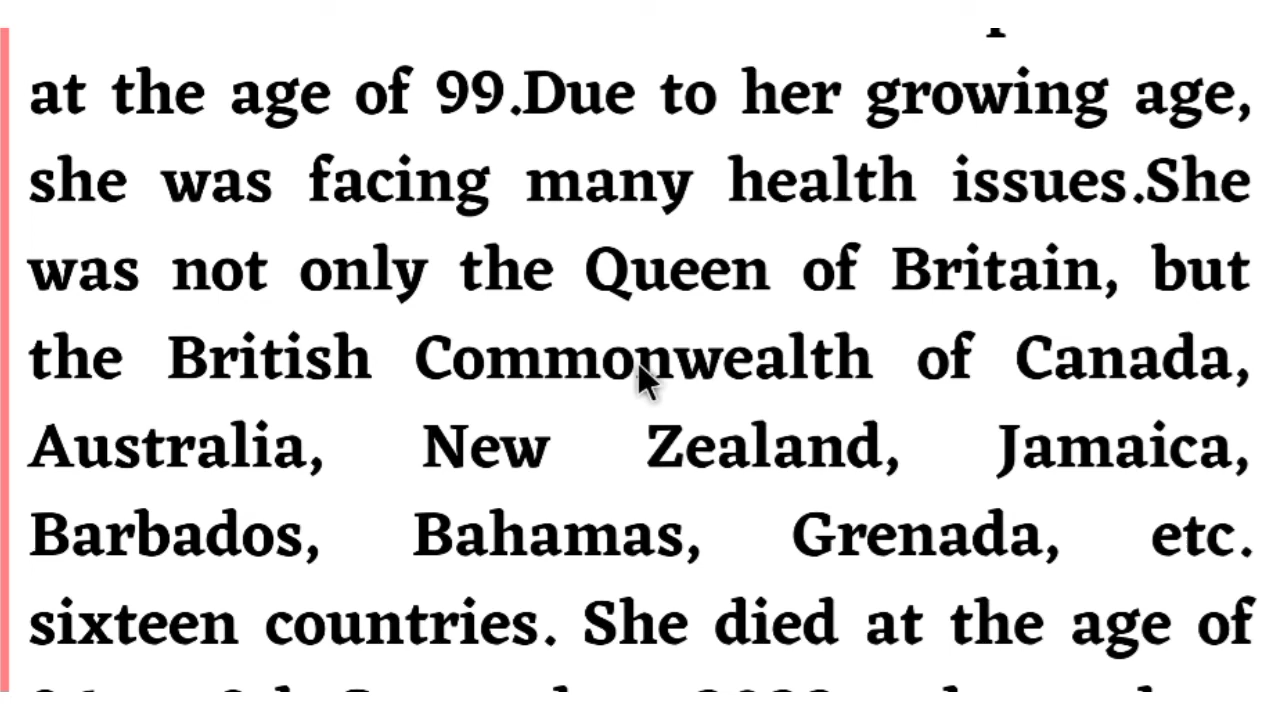 at the age of 99.Due to her growing age,
she was facing many health issues.She
was not only the Queen of Britain, but
the British Commonwealth of Canada,
Australia, New Zealand, Jamaica,
Barbados, Bahamas, Grenada, etc.
sixteen countries. She died at the age of